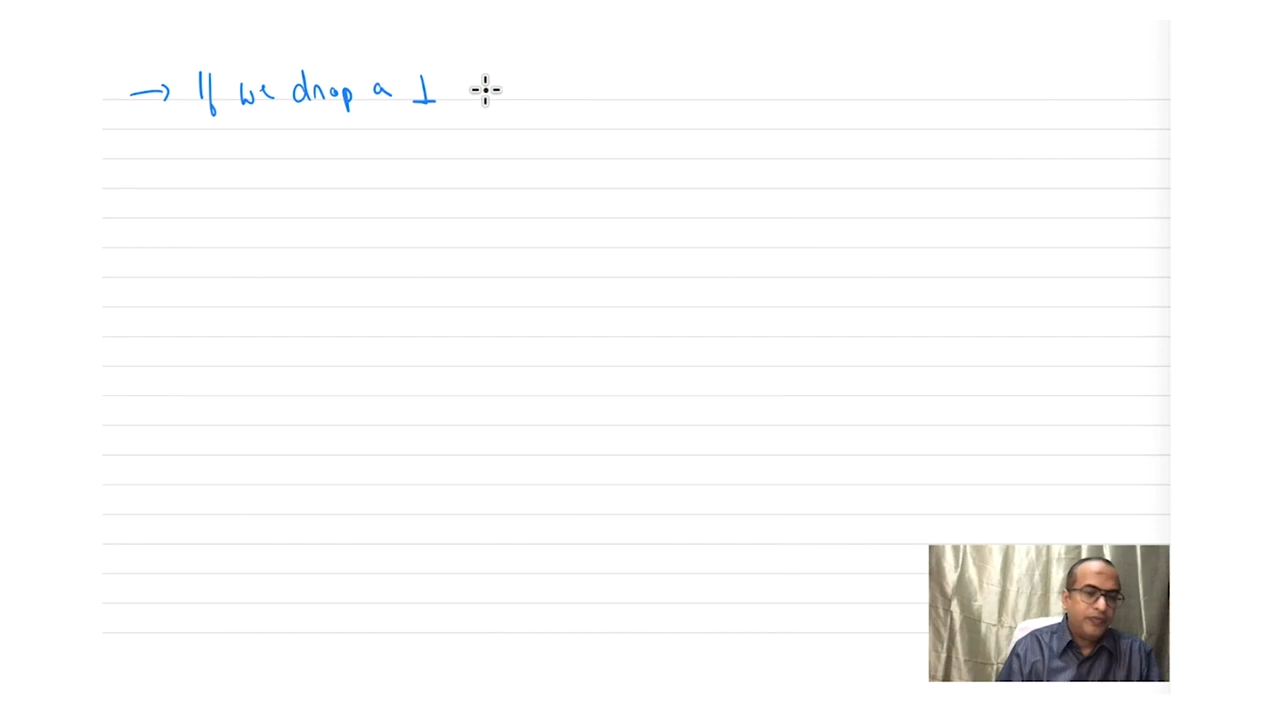 → If we drop a ⊥